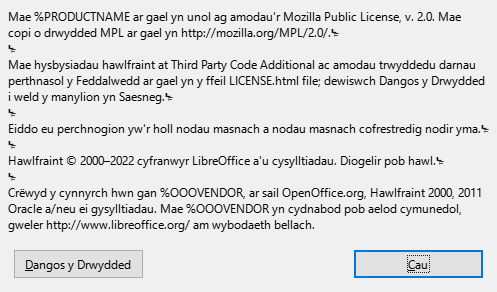 Mae %PRODUCTNAME ar gael yn unol ag amodau'r Mozilla Public License, v. 2.0. Mae
copi o drwydded MPL ar gael yn http://mozilla.org/MPL/2.0/.
Mae hysbysiadau hawlfraint at Third Party Code Additional ac amodau trwyddedu darnau
perthnasol y Feddalwedd ar gael yn y ffeil LICENSE.html file; dewiswch Dangos y Drwydded
i weld y manylion yn Saesneg.
Eiddo eu perchnogion yw'r holl nodau masnach a nodau masnach cofrestredig nodir yma.
Hawlfraint © 2000–2022 cyfranwyr LibreOffice a'u cysylltiadau. Diogelir pob hawl.
Crëwyd y cynnyrch hwn gan %OOOVENDOR, ar sail OpenOffice.org, Hawlfraint 2000, 2011
Oracle a/neu ei gysylltiadau. Mae %OOOVENDOR yn cydnabod pob aelod cymunedol,
gweler http://www.libreoffice.org/ am wybodaeth bellach.
Dangos y Drwydded
Cau